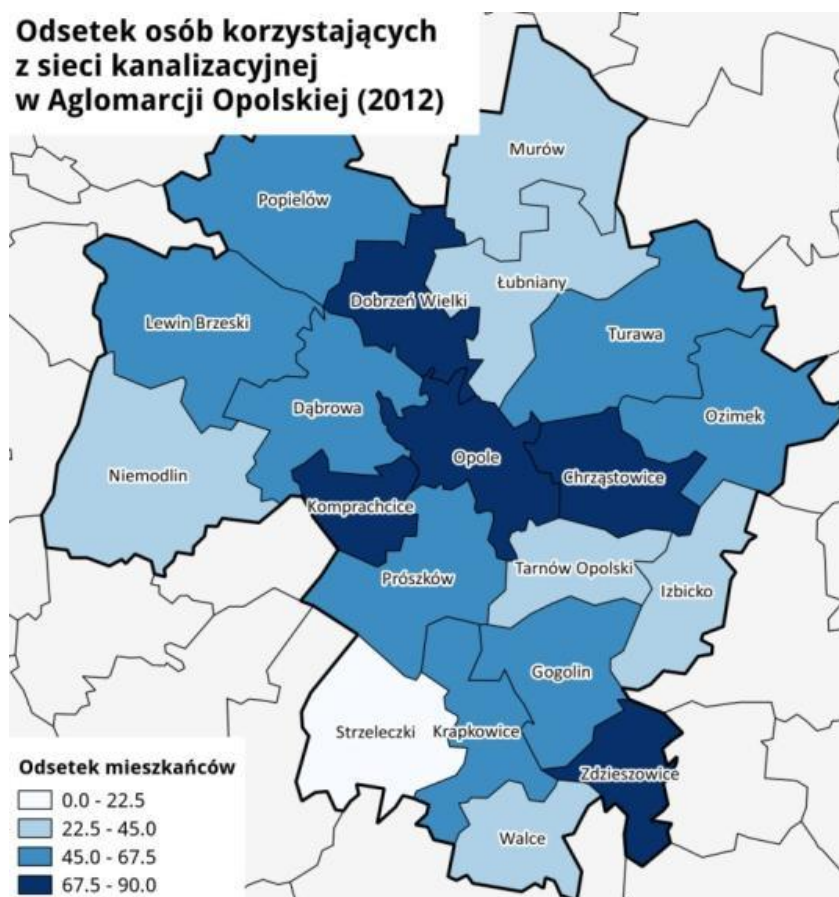 Odsetek osób korzystających
z sieci kanalizacyjnej
w Aglomarcji Opolskiej (2012)
Murów
Popielów
Łubniany
Dobrzeń Wielki
Lewin Brzeski
Turawa
Dąbrowa
Ozimek
Opole
Niemodlin
Chrząstowice
Komprachcice
Tarnów Opolski
Prószków
Izbicko
Gogolin
Strzeleczki
Krapkowice
Zdzieszowice
Walce
Odsetek mieszkańców
0.0 - 22.5
22.5 - 45.0
45.0 - 67.5
67.5 - 90.0